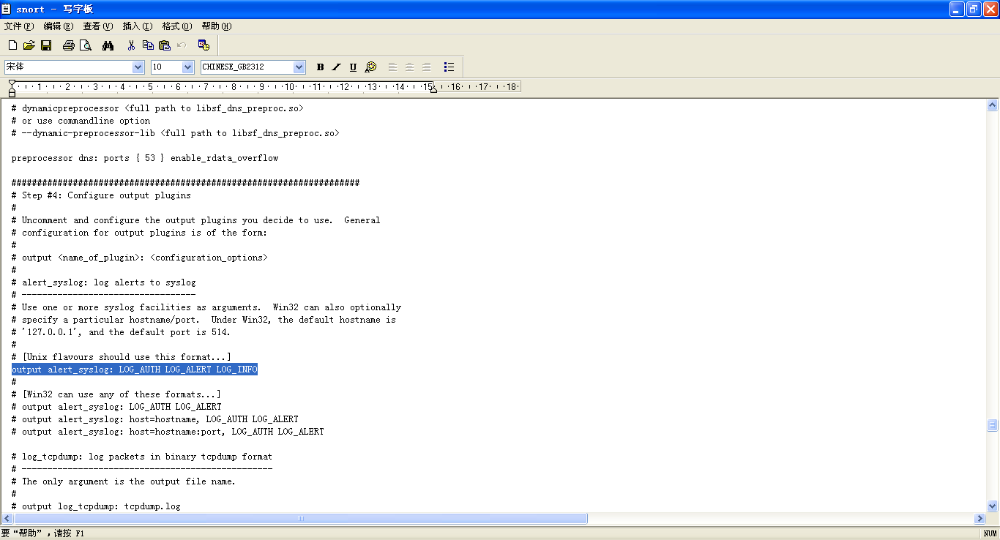 snort - 写字板
文件(F) 编辑(E) 查看(V) 插入(I) 格式(O) 帮助(H)
宋体 10 CHINESE_GB2312 B U
1 2 3 4 5 6 7 8 9 10 11 12 13 14 15 16 17 18
# dynamicpreprocessor <full path to libsf_dns_preproc.so>
# or use commandline option
# --dynamic-preprocessor-lib <full path to libsf_dns_preproc.so>
preprocessor dns: ports { 53 } enable_rdata_overflow
####################################################################
# Step #4: Configure output plugins
#
# Uncomment and configure the output plugins you decide to use.  General
# configuration for output plugins is of the form:
#
# output <name_of_plugin>: <configuration_options>
#
# alert_syslog: log alerts to syslog
# ----------------------------------
# Use one or more syslog facilities as arguments.  Win32 can also optionally
# specify a particular hostname/port.  Under Win32, the default hostname is
# '127.0.0.1', and the default port is 514.
#
# [Unix flavours should use this format...]
output alert_syslog: LOG_AUTH LOG_ALERT LOG_INFO
#
# [Win32 can use any of these formats...]
# output alert_syslog: LOG_AUTH LOG_ALERT
# output alert_syslog: host=hostname, LOG_AUTH LOG_ALERT
# output alert_syslog: host=hostname:port, LOG_AUTH LOG_ALERT
# log_tcpdump: log packets in binary tcpdump format
# -------------------------------------------------
# The only argument is the output file name.
#
# output log_tcpdump: tcpdump.log
要“帮助”，请按 F1 NUM